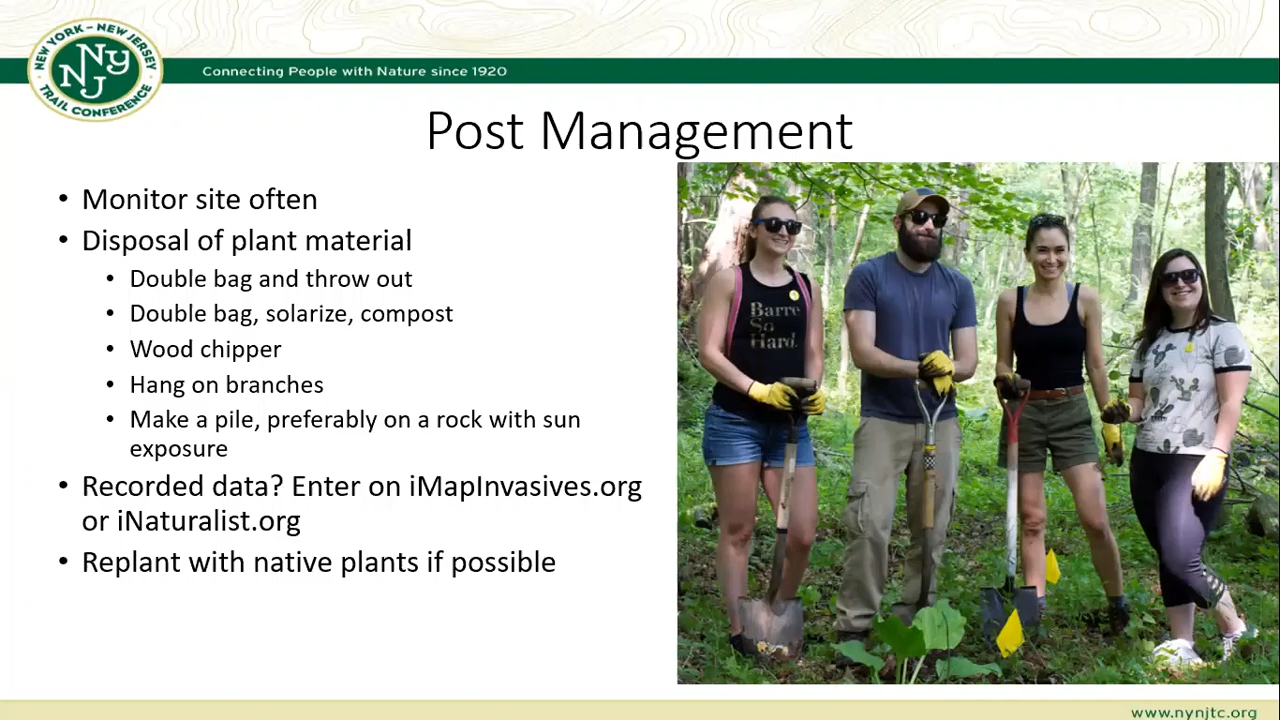 NEW YORK – NEW JERSEY
NY
NJ
TRAIL CONFERENCE
Connecting People with Nature since 1920
Post Management
• Monitor site often
• Disposal of plant material
• Double bag and throw out
• Double bag, solarize, compost
• Wood chipper
• Hang on branches
• Make a pile, preferably on a rock with sun
exposure
• Recorded data? Enter on iMapInvasives.org
or iNaturalist.org
• Replant with native plants if possible
Barre
So
Hard.
www.nynjtc.org